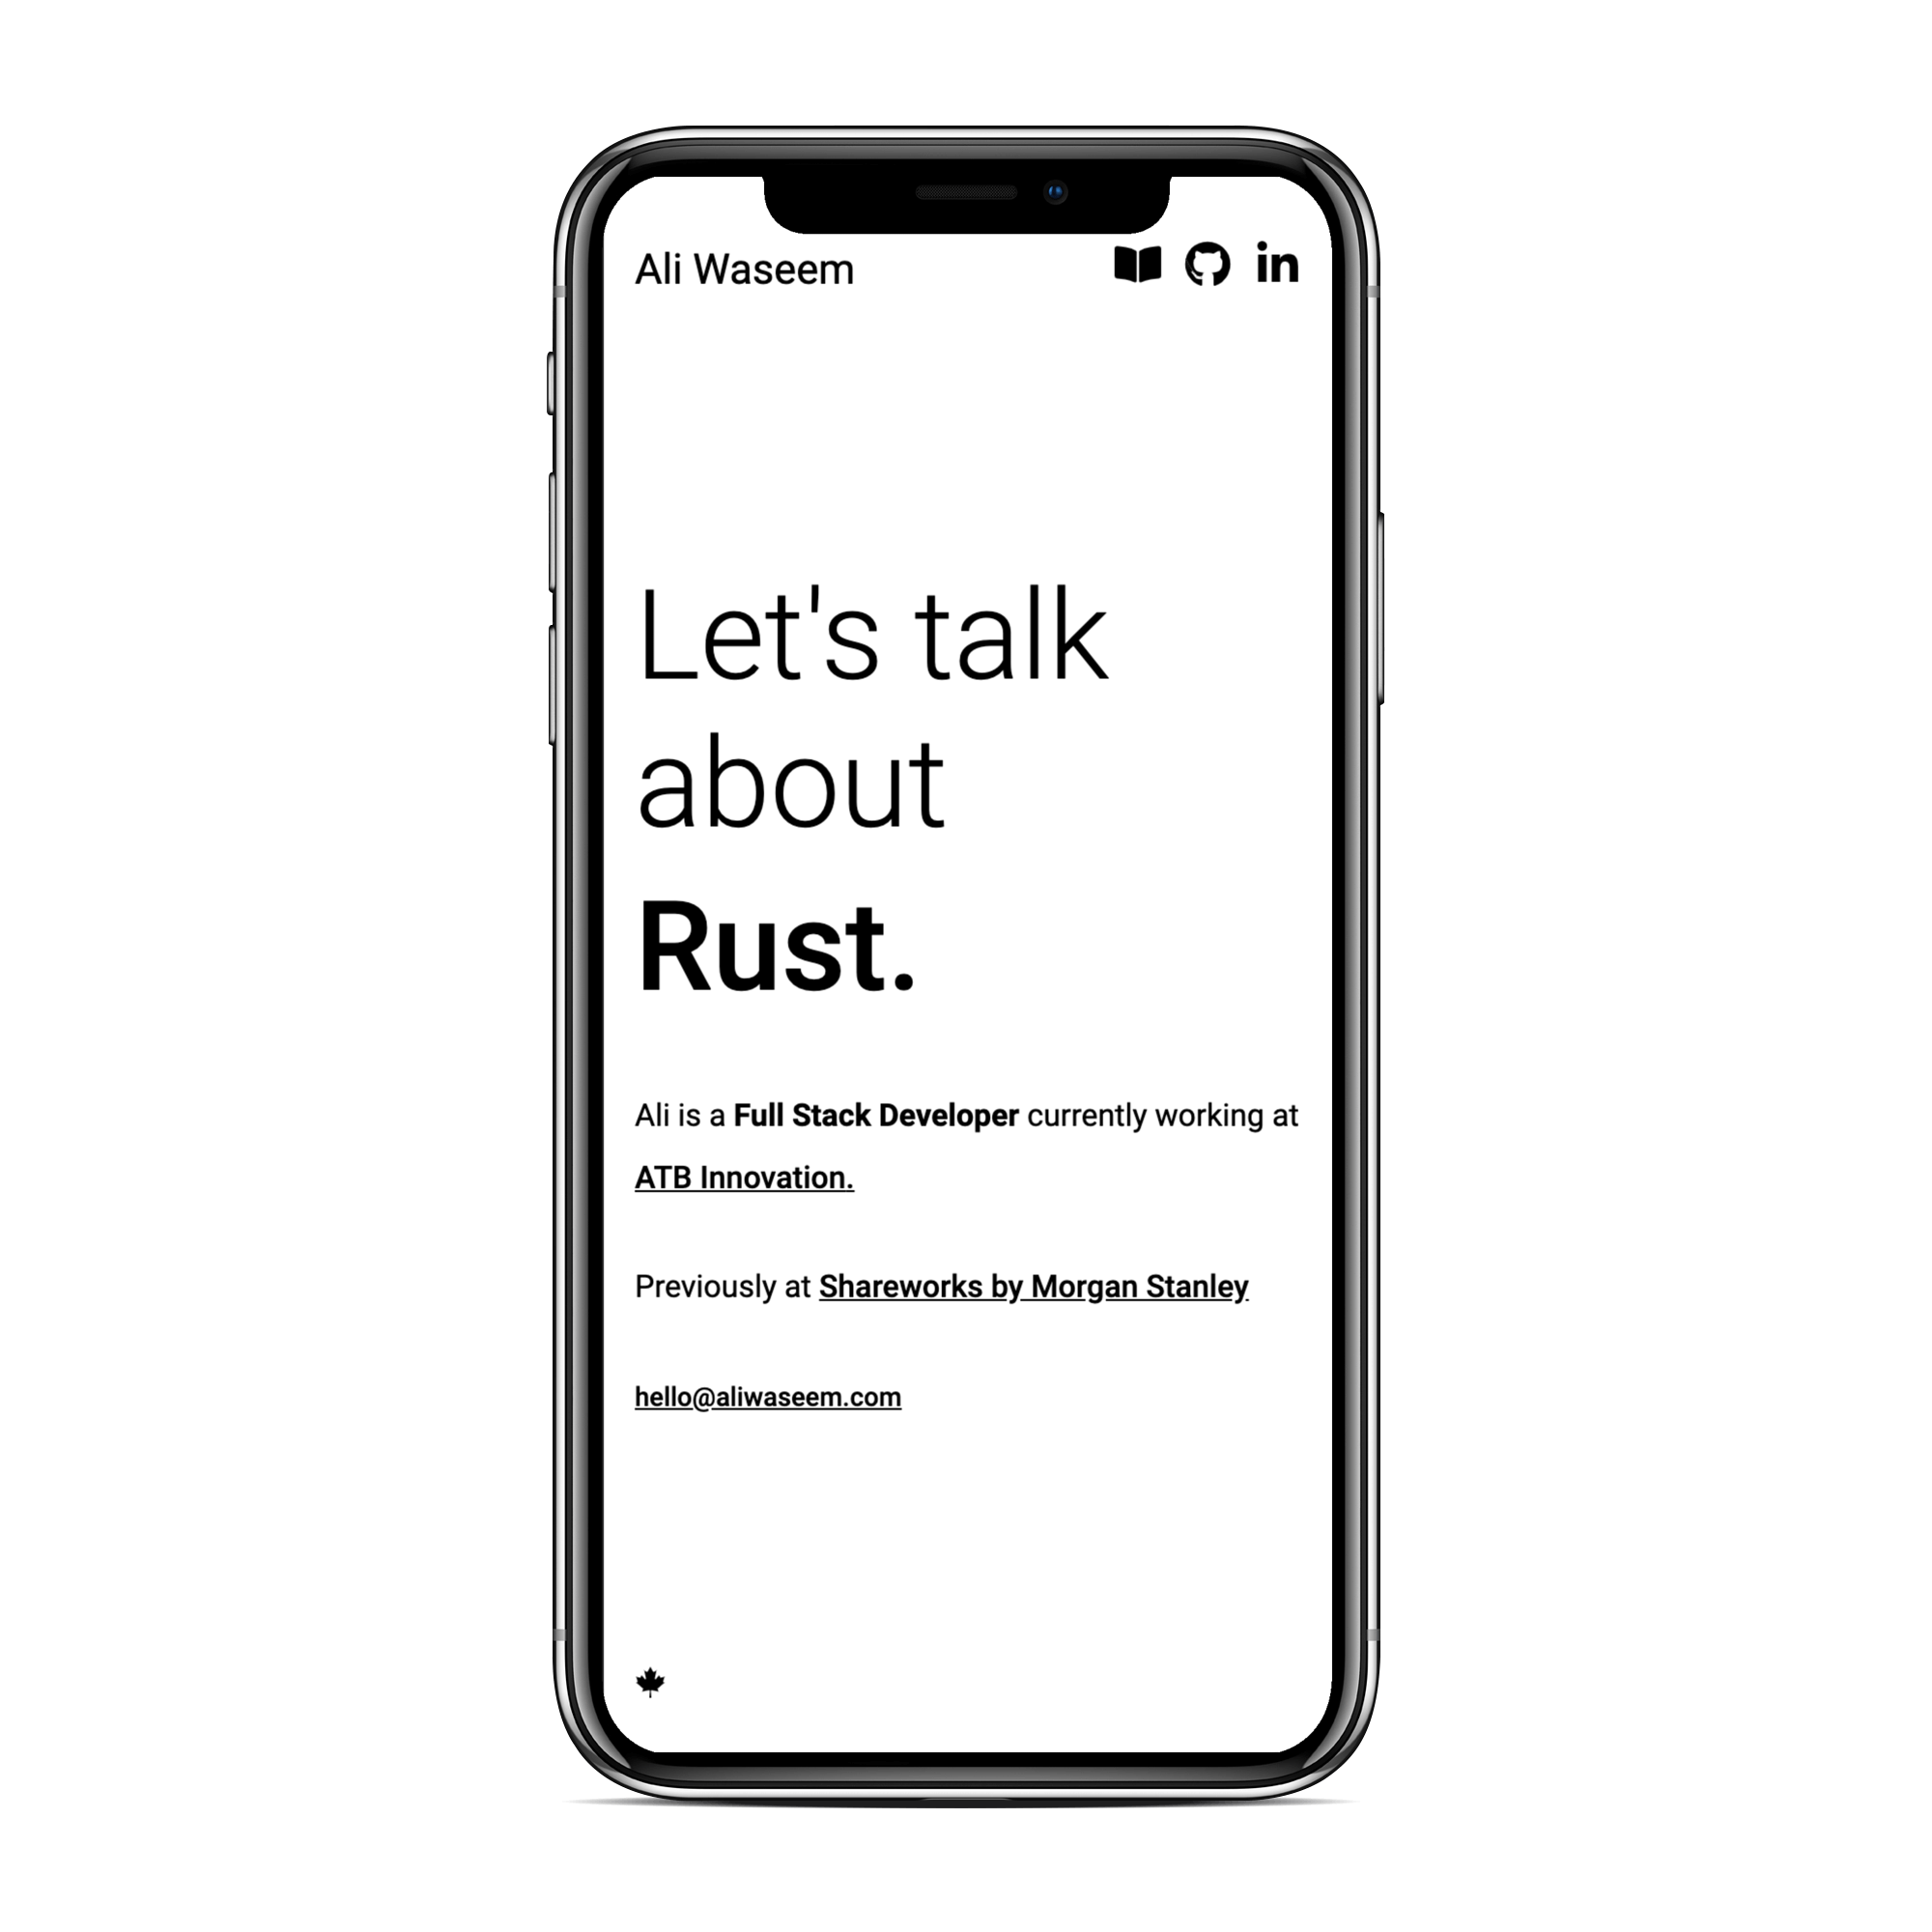 Ali Waseem
in
Let's talk
about
Rust.
Ali is a Full Stack Developer currently working at
ATB Innovation.
Previously at Shareworks by Morgan Stanley
hello@aliwaseem.com